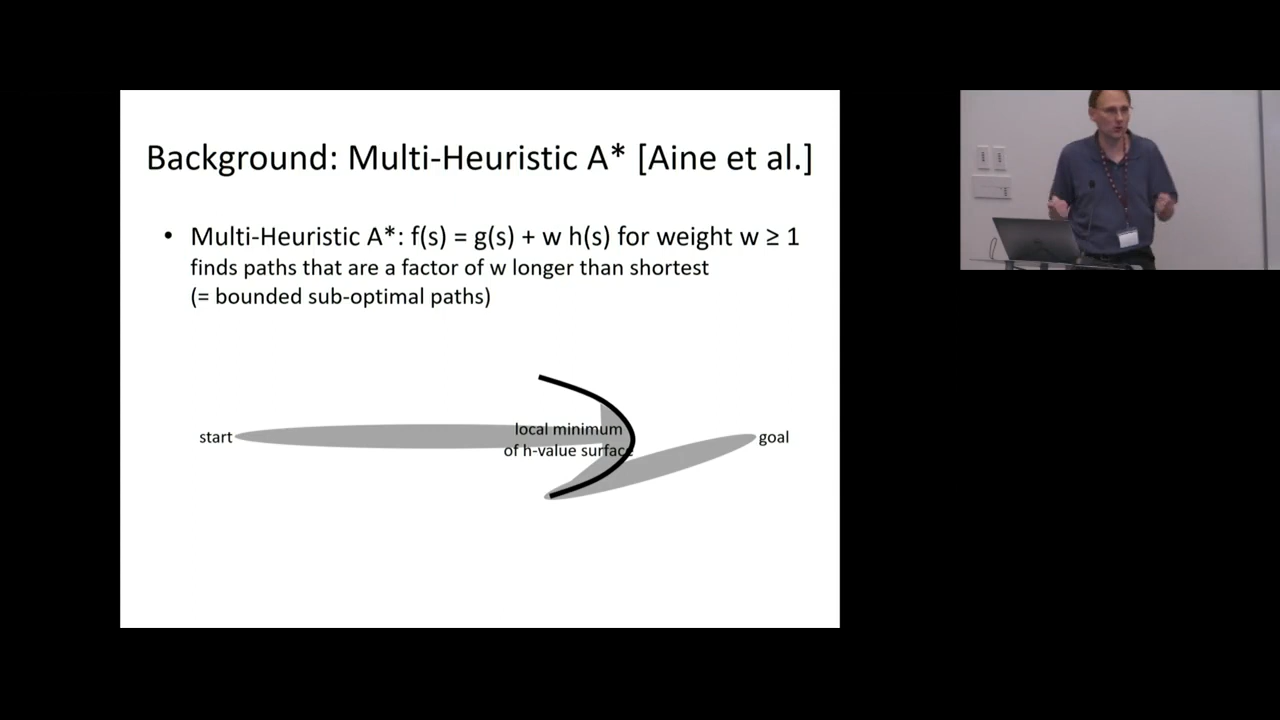 Background: Multi-Heuristic A* [Aine et al.]
• Multi-Heuristic A*: f(s) = g(s) + w h(s) for weight w ≥ 1
finds paths that are a factor of w longer than shortest
(= bounded sub-optimal paths)
start
local minimum
of h-value surface
goal